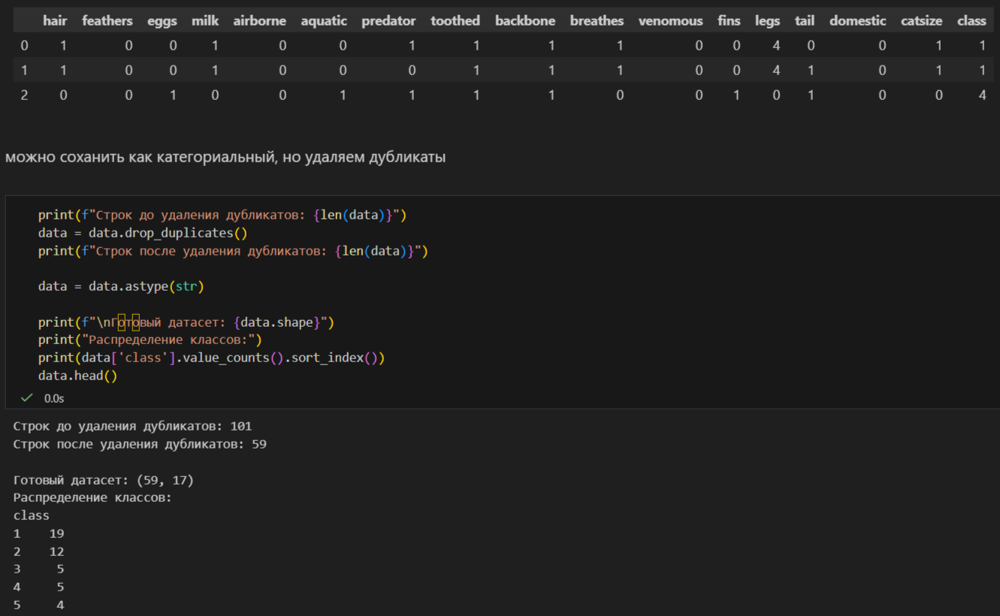 hair feathers eggs milk airborne aquatic predator toothed backbone breathes venomous fins legs tail domestic catsize class
0 1 0 0 1 0 0 1 1 1 1 0 0 4 0 0 1 1
1 1 0 0 1 0 0 0 1 1 1 0 0 4 1 0 1 1
2 0 0 1 0 0 1 1 1 1 0 0 1 0 1 0 0 4
можно соханить как категориальный, но удаляем дубликаты
print(f"Строк до удаления дубликатов: {len(data)}")
data = data.drop_duplicates()
print(f"Строк после удаления дубликатов: {len(data)}")
data = data.astype(str)
print(f"\nГотовый датасет: {data.shape}")
print("Распределение классов:")
print(data['class'].value_counts().sort_index())
data.head()
0.0s
Строк до удаления дубликатов: 101
Строк после удаления дубликатов: 59
Готовый датасет: (59, 17)
Распределение классов:
class
1 19
2 12
3 5
4 5
5 4